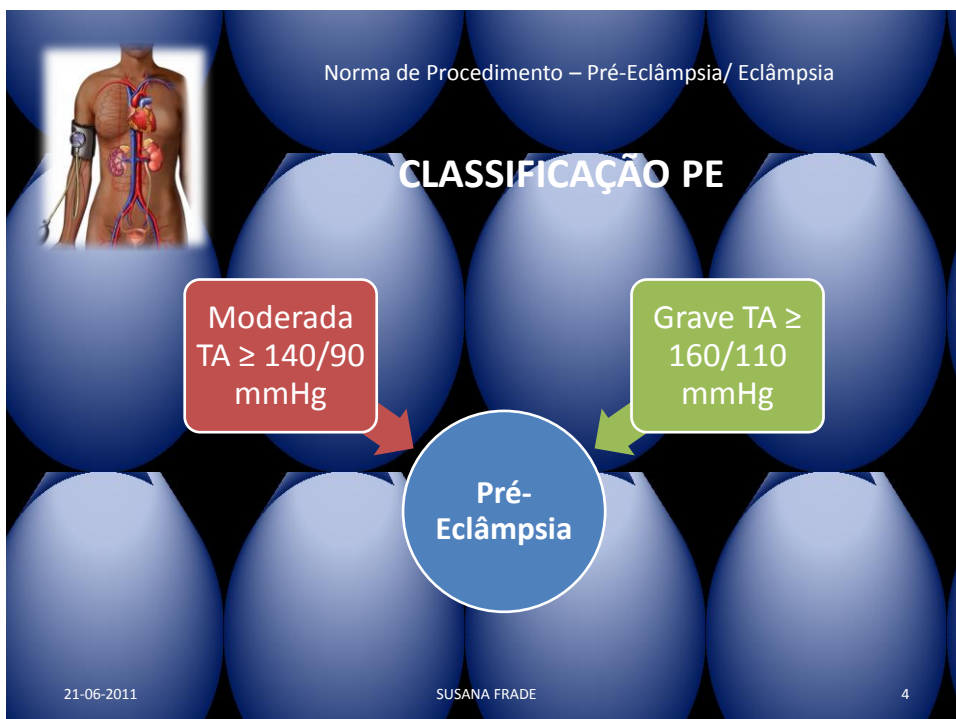 Norma de Procedimento – Pré-Eclâmpsia/ Eclâmpsia
CLASSIFICAÇÃO PE
Moderada
TA ≥ 140/90
mmHg
Grave TA ≥
160/110
mmHg
Pré-
Eclâmpsia
21-06-2011
SUSANA FRADE
4